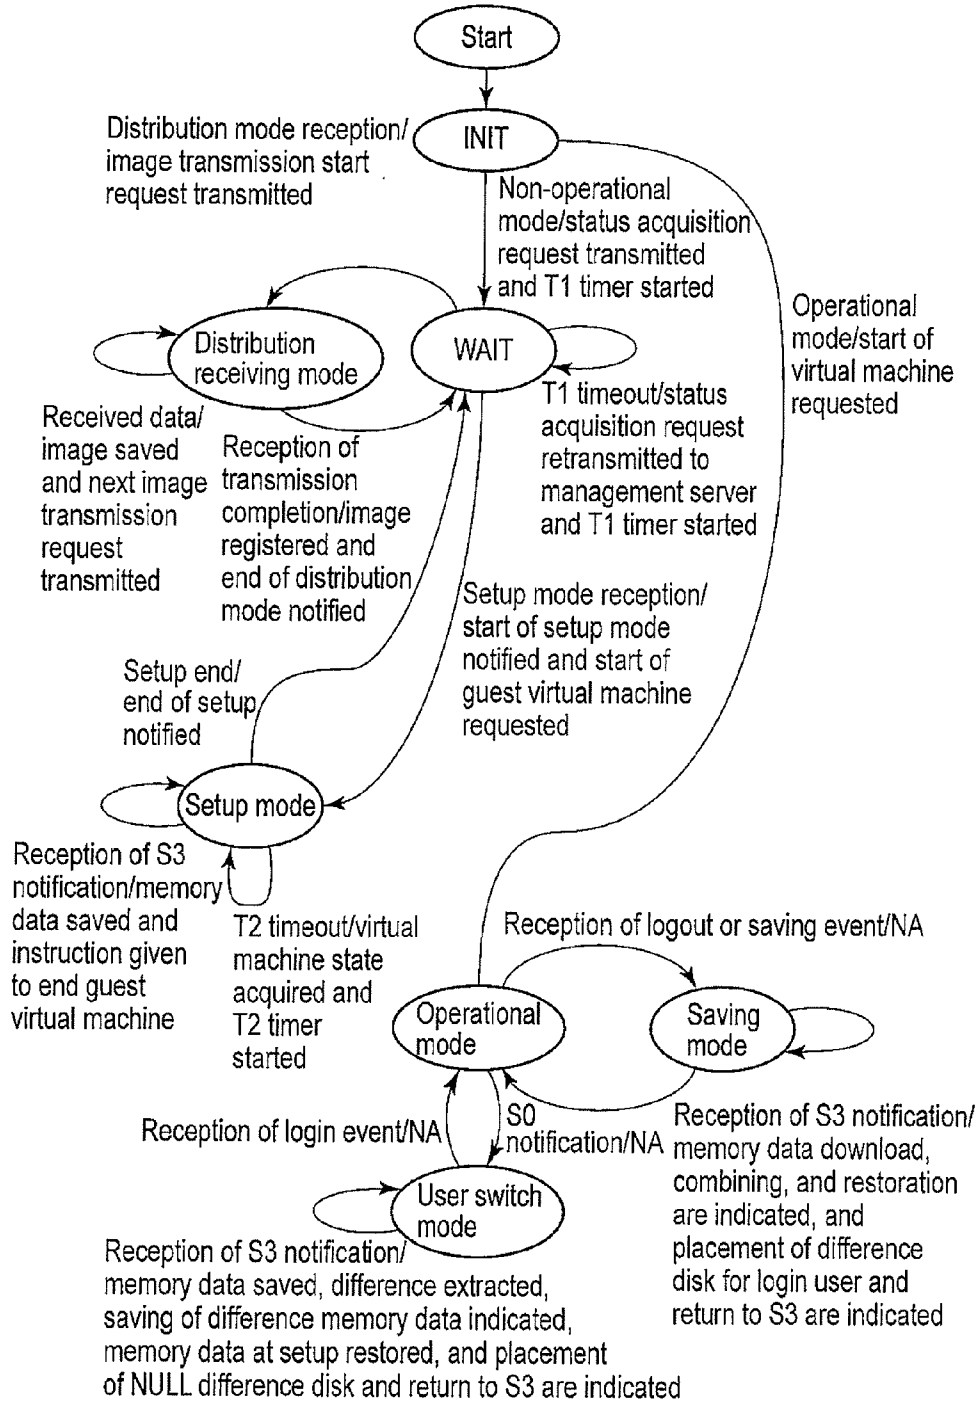 Start
INIT
Distribution mode reception/
image transmission start
request transmitted
Non-operational
mode/status acquisition
request transmitted
and T1 timer started
Operational
mode/start of
virtual machine
requested
Distribution
receiving mode
WAIT
T1 timeout/status
acquisition request
retransmitted to
management server
and T1 timer started
Received data/
image saved
and next image
transmission
request
transmitted
Reception of
transmission
completion/image
registered and
end of distribution
mode notified
Setup mode reception/
start of setup mode
notified and start of
guest virtual machine
requested
Setup end/
end of setup
notified
Setup mode
Reception of S3
notification/memory
data saved and
instruction given
to end guest
virtual machine
T2 timeout/virtual
machine state
acquired and
T2 timer
started
Reception of logout or saving event/NA
Operational
mode
Saving
mode
Reception of login event/NA
S0
notification/NA
Reception of S3 notification/
memory data download,
combining, and restoration
are indicated, and
placement of difference
disk for login user and
return to S3 are indicated
User switch
mode
Reception of S3 notification/
memory data saved, difference extracted,
saving of difference memory data indicated,
memory data at setup restored, and placement
of NULL difference disk and return to S3 are indicated